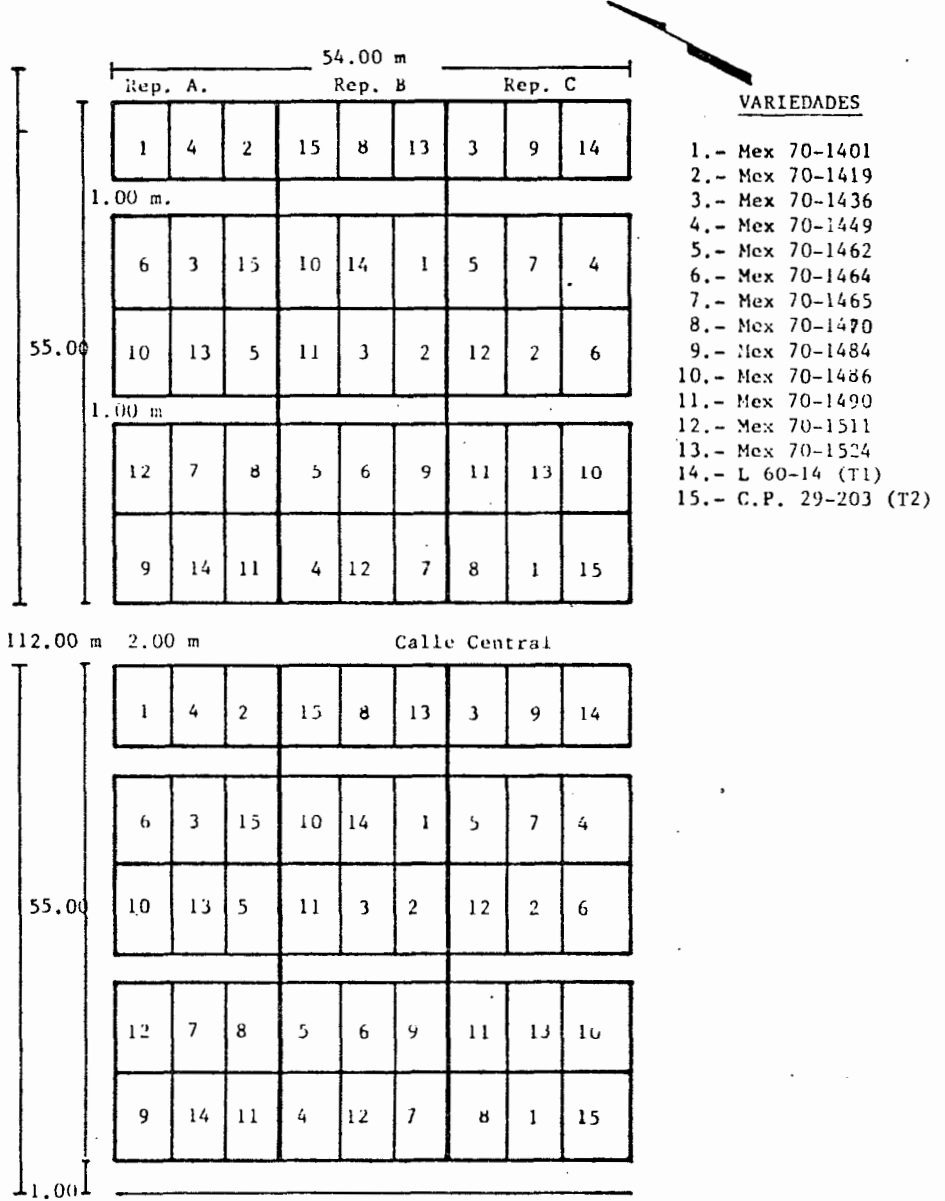 54.00 m
Rep. A. Rep. B Rep. C
VARIEDADES
1 4 2 15 8 13 3 9 14
1.00 m.
6 3 15 10 14 1 5 7 4
55.00 10 13 5 11 3 2 12 2 6
1.00 m
12 7 8 5 6 9 11 13 10
9 14 11 4 12 7 8 1 15
1.- Mex 70-1401
2.- Mex 70-1419
3.- Mex 70-1436
4.- Mex 70-1449
5.- Mex 70-1462
6.- Mex 70-1464
7.- Mex 70-1465
8.- Mex 70-1470
9.- Mex 70-1484
10.- Mex 70-1486
11.- Mex 70-1490
12.- Mex 70-1511
13.- Mex 70-1524
14.- L 60-14 (T1)
15.- C.P. 29-203 (T2)
112.00 m 2.00 m Calle Central
1 4 2 15 8 13 3 9 14
6 3 15 10 14 1 5 7 4
55.00 10 13 5 11 3 2 12 2 6
12 7 8 5 6 9 11 13 10
9 14 11 4 12 7 8 1 15
1.00